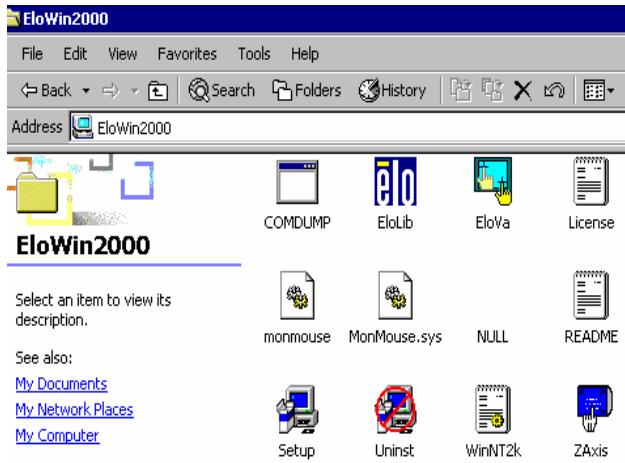 EloWin2000
File Edit View Favorites Tools Help
Back Search Folders History
Address EloWin2000
elo
COMDUMP EloLib EloVa License
EloWin2000
Select an item to view its
description.
monmouse MonMouse.sys NULL README
See also:
My Documents
My Network Places
My Computer
Setup Uninst WinNT2k ZAxis